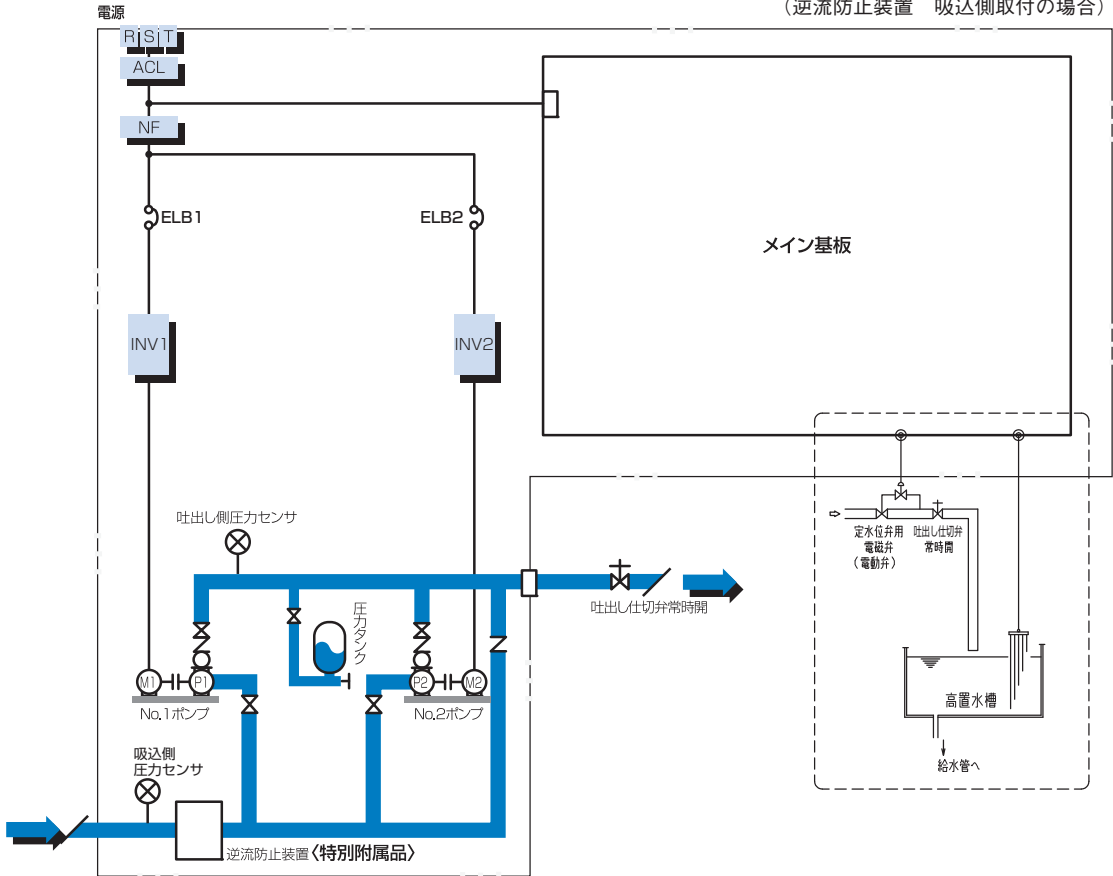 (逆流防止装置　吸込側取付の場合)
電源
R S T
ACL
NF
ELB1
ELB2
メイン基板
INV1
INV2
吐出し側圧力センサ
定水位弁用
電磁弁
(電動弁)
吐出し仕切弁
常時開
吐出し仕切弁常時開
圧力タンク
M1
P1
P2
M2
No.1ポンプ
No.2ポンプ
高置水槽
給水管へ
吸込側
圧力センサ
逆流防止装置〈特別附属品〉